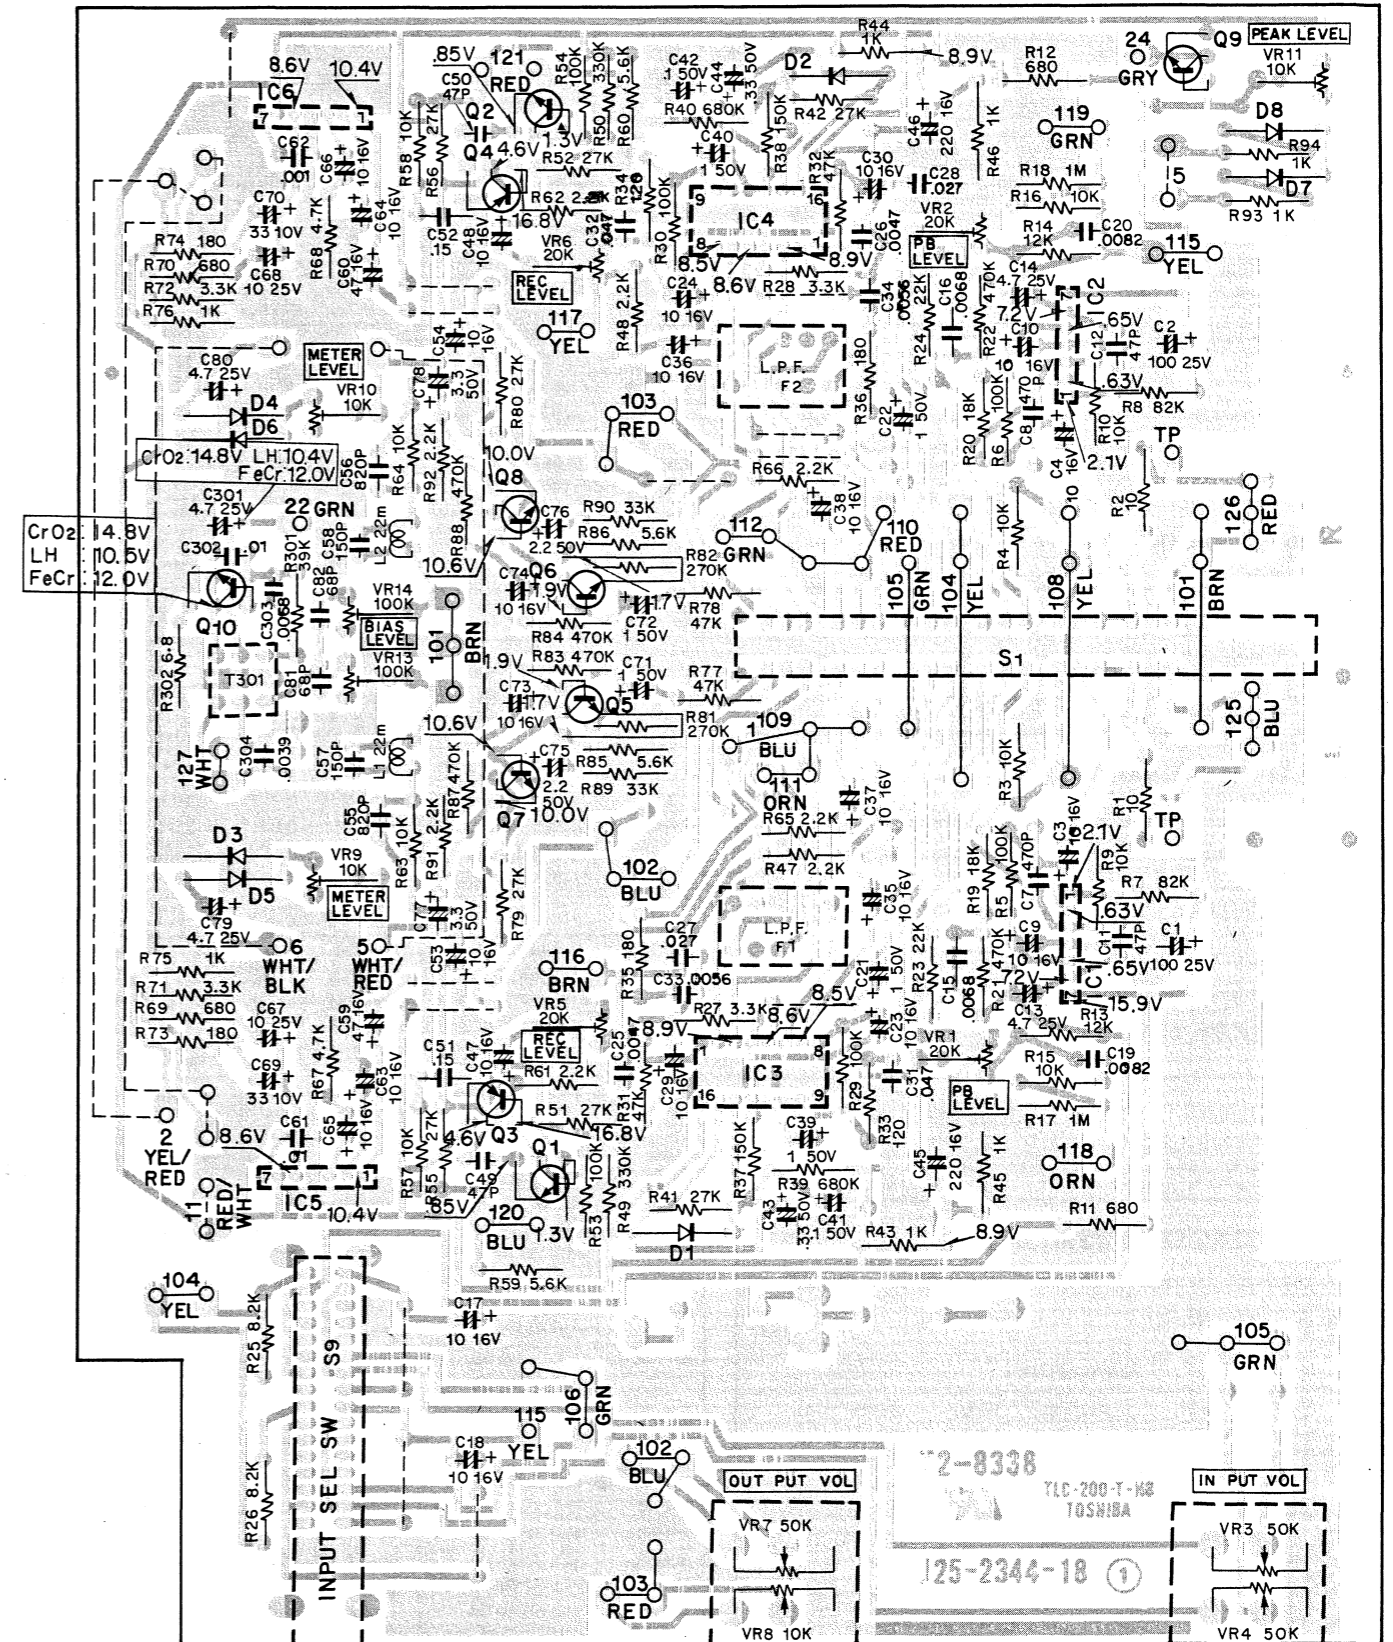 PEAK LEVEL
VR11
10K
24
GRY
Q9
R44
1K
8.9V
R12
680
119
GRN
D8
R94
1K
D7
R93 1K
5
8.6V
10.4V
IC6
7
1
.85V
121
RED
C50
47P
R54
100K
R50 330K
R60 5.6K
C42
.1 50V
C44
.33 50V
D2
R42 27K
R40 680K
C40
1 50V
R38 150K
R32
47K
C46
220 16V
R46 1K
C62
.001
C66
10 16V
R58 10K
R56 27K
Q2
Q4
4.6V
1.3V
R52 27K
C30
10 16V
C28
.027
R18 1M
R16 10K
C70
33 10V
R68 4.7K
C64
10 16V
C52
.15
C48
10 16V
16.8V
R62
R34
C32
.047
R30 100K
9
16
IC4
8
1
8.5V
8.9V
8.6V
C26
.0047
VR2
20K
PB
LEVEL
R14
12K
C20
.0082
115
YEL
R74 180
R70 680
R72 3.3K
R76 1K
C68
10 25V
C60
47 16V
VR6
20K
REC
LEVEL
R48 2.2K
C24
10 16V
R28 3.3K
C34
.0056
R24 22K
C16
.0068
R22 470K
C14
4.7 25V
7.2V
C10
10 16V
IC2
.65V
C12
47P
C2
100 25V
117
YEL
C54
10
16V
C36
10 16V
L.P.F.
F2
R36 180
C22
1 50V
METER
LEVEL
C80
4.7 25V
VR10
10K
D4
D6
C78
3.3
50V
R80 27K
103
RED
R20 18K
R6 100K
C8 470P
C4
10 16V
R10
10K
.63V
R8 82K
2.1V
TP
CrO2:14.8V LH:10.4V
FeCr:12.0V
C56
820P
R64 10K
R92 2.2K
R88
470K
10.0V
Q8
R66 2.2K
C38
10 16V
CrO2: 14.8V
LH : 10.5V
FeCr : 12.0V
C301
4.7 25V
22 GRN
C302
.01
R301
39K
C58
150P
L2 22m
C76
2.2 50V
R90 33K
R86 5.6K
R82
270K
112
GRN
110
RED
R4 10K
R2
10
126
RED
10.6V
Q10
C303
.0068
C82
68P
VR14
100K
BIAS
LEVEL
VR13
100K
101
BRN
C74
1.9V
10 16V
Q6
R84 470K
C72
1 50V
1.7V
R78
47K
105
GRN
104
YEL
108
YEL
101
BRN
S1
R302 6.8
T301
C81
68P
1.9V
R83 470K
C71
1 50V
C73
1.7V
10 16V
Q5
R77
47K
R81
270K
127
WHT
C304
.0039
C57
150P
L1 22m
10.6V
R87 470K
C75
2.2
50V
R85 5.6K
R89 33K
Q7
10.0V
109
BLU
111
ORN
125
BLU
R3 10K
R1
10
TP
C55
820P
R63 10K
R91 2.2K
C37
10 16V
R65 2.2K
R47 2.2K
D3
D5
VR9
10K
METER
LEVEL
C79
4.7 25V
C77
3.3
50V
R79 27K
102
BLU
L.P.F.
F1
C35
10 16V
R19 18K
R5 100K
C7 470P
C3
10 16V
2.1V
R9
10K
R7 82K
.63V
C11
47P
C1
100 25V
6
WHT/
BLK
5
WHT/
RED
C53
10
16V
116
BRN
R35 180
C27
.027
C33 .0056
C21
1 50V
R23 22K
C15
.0068
R21 470K
C9
10 16V
7.2V
IC1
.65V
15.9V
R75 1K
R71 3.3K
R69 680
R73 180
C67
10 25V
C59
47 16V
VR5
20K
REC
LEVEL
R27 3.3K
8.5V
8.6V
8.9V
C13
4.7 25V
R13
12K
C69
33 10V
R67 4.7K
C63
10 16V
C51
.15
C47
10 16V
R61 2.2K
C25
.0047
C29
10 16V
1
8
IC3
16
9
R29 100K
C23
10 16V
C31
.047
VR1
20K
PB
LEVEL
R15
10K
C19
.0082
R17 1M
2
YEL/
RED
8.6V
C61
C65
10 16V
R57 10K
R55 27K
4.6V
Q3
R51 27K
16.8V
R31
47K
R33
120
C39
1 50V
R37 150K
R39 680K
C45
220 16V
R45 1K
118
ORN
11
RED/
WHT
7
1
IC5
10.4V
.85V
C49
47P
Q1
1.3V
120
BLU
R53
100K
R49 330K
R41 27K
D1
C43
.33 50V
C41
.1 50V
R43 1K
8.9V
R11 680
R59 5.6K
104
YEL
R25 8.2K
C17
10 16V
S9
INPUT SEL SW
R26 8.2K
105
GRN
106
GRN
115
YEL
C18
10 16V
102
BLU
103
RED
OUT PUT VOL
VR7 50K
VR8 10K
2-8338
TLC-200-T-M8
TOSHIBA
J25-2344-18 1
IN PUT VOL
VR3 50K
VR4 50K